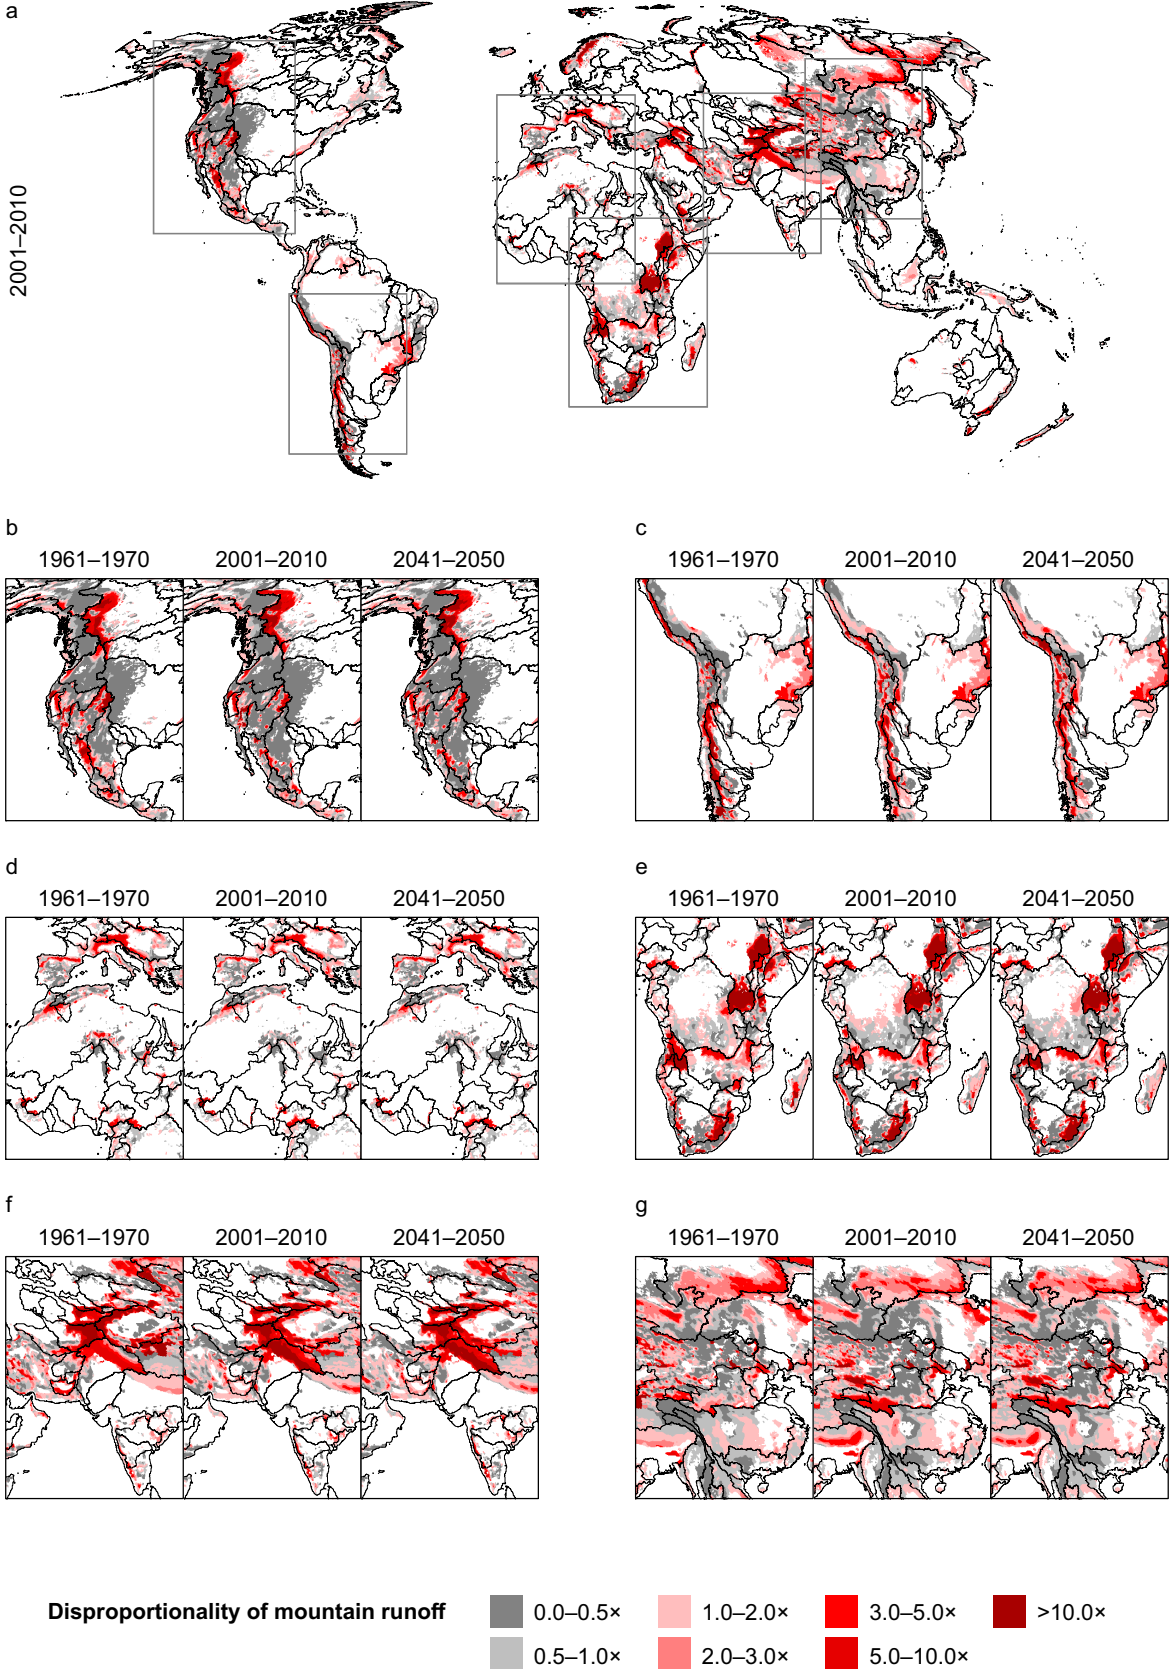 a
2001–2010
b
1961–1970 2001–2010 2041–2050
c
1961–1970 2001–2010 2041–2050
d
1961–1970 2001–2010 2041–2050
e
1961–1970 2001–2010 2041–2050
f
1961–1970 2001–2010 2041–2050
g
1961–1970 2001–2010 2041–2050
Disproportionality of mountain runoff
0.0–0.5× 1.0–2.0× 3.0–5.0× >10.0×
0.5–1.0× 2.0–3.0× 5.0–10.0×